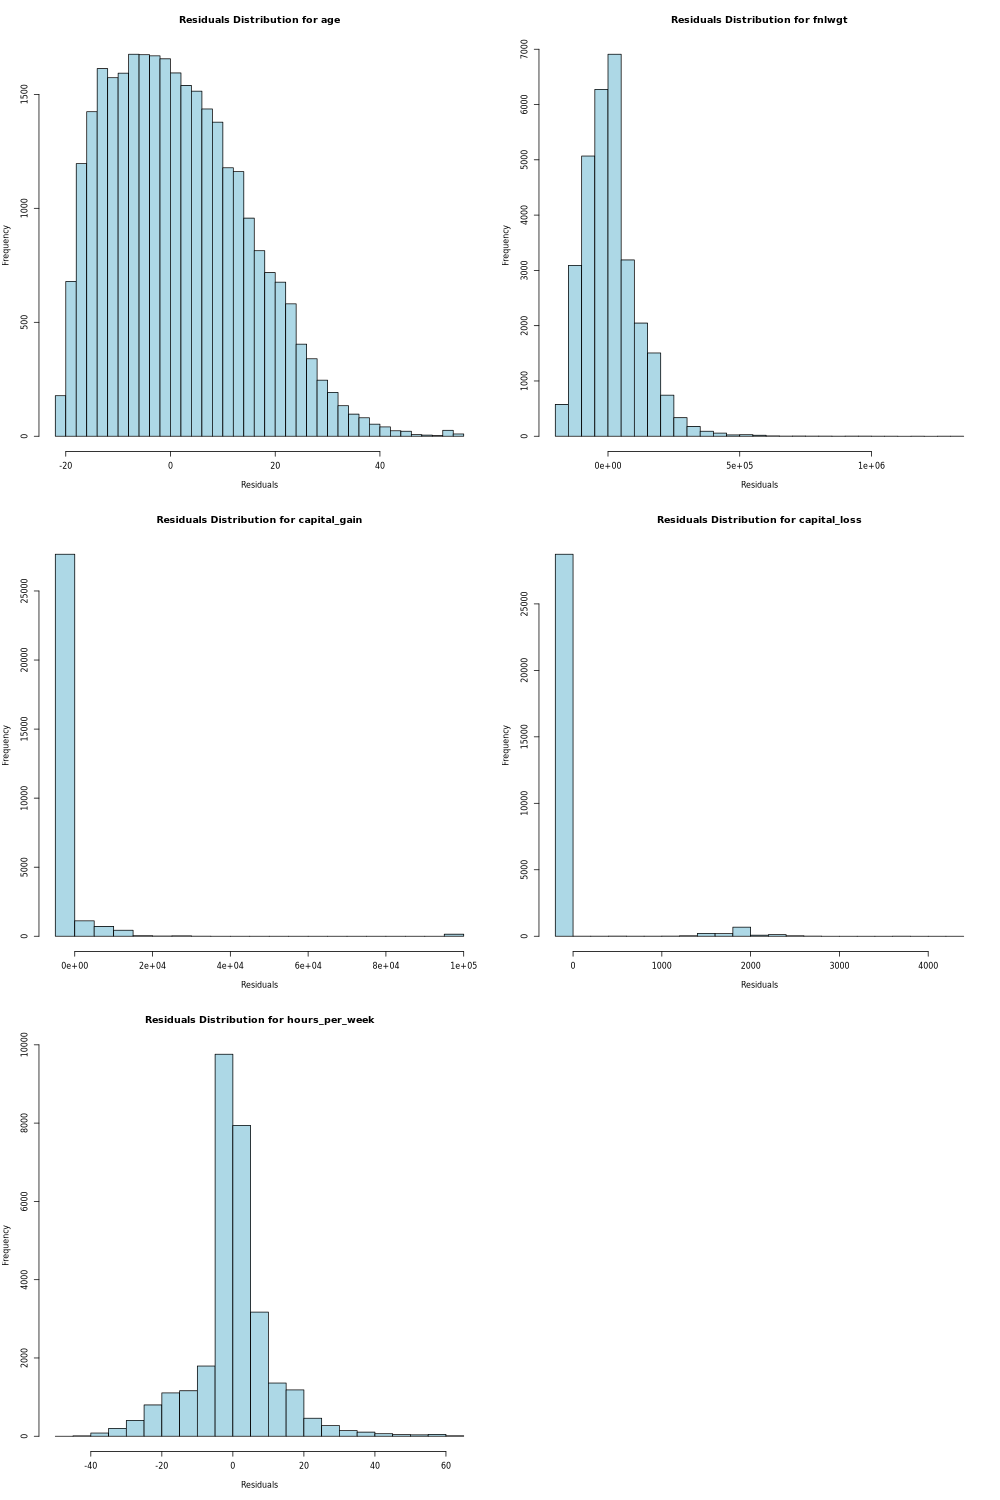 Residuals Distribution for age
Frequency
0 500 1000 1500
-20 0 20 40
Residuals
Residuals Distribution for fnlwgt
Frequency
0 1000 2000 3000 4000 5000 6000 7000
0e+00 5e+05 1e+06
Residuals
Residuals Distribution for capital_gain
Frequency
0 5000 10000 15000 20000 25000
0e+00 2e+04 4e+04 6e+04 8e+04 1e+05
Residuals
Residuals Distribution for capital_loss
Frequency
0 5000 10000 15000 20000 25000
0 1000 2000 3000 4000
Residuals
Residuals Distribution for hours_per_week
Frequency
0 2000 4000 6000 8000 10000
-40 -20 0 20 40 60
Residuals